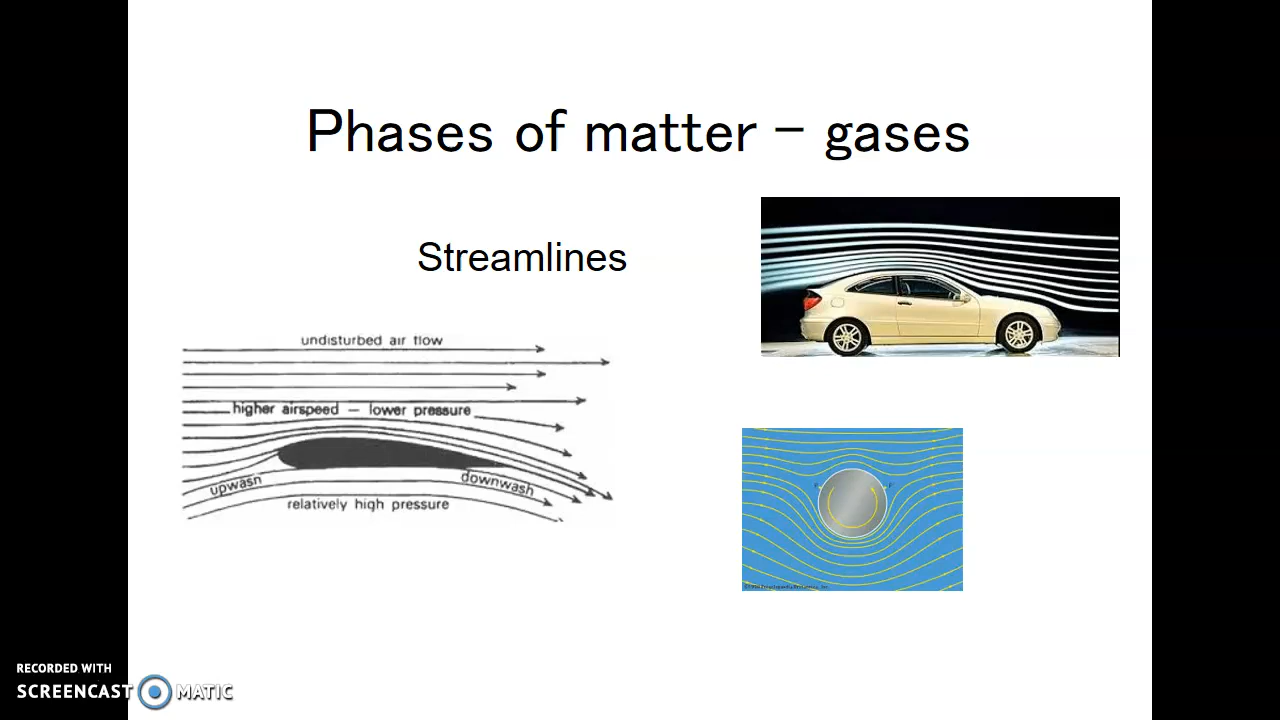 Phases of matter – gases
Streamlines
undisturbed air flow
higher airspeed — lower pressure
upwash
downwash
relatively high pressure
RECORDED WITH
SCREENCAST MATIC